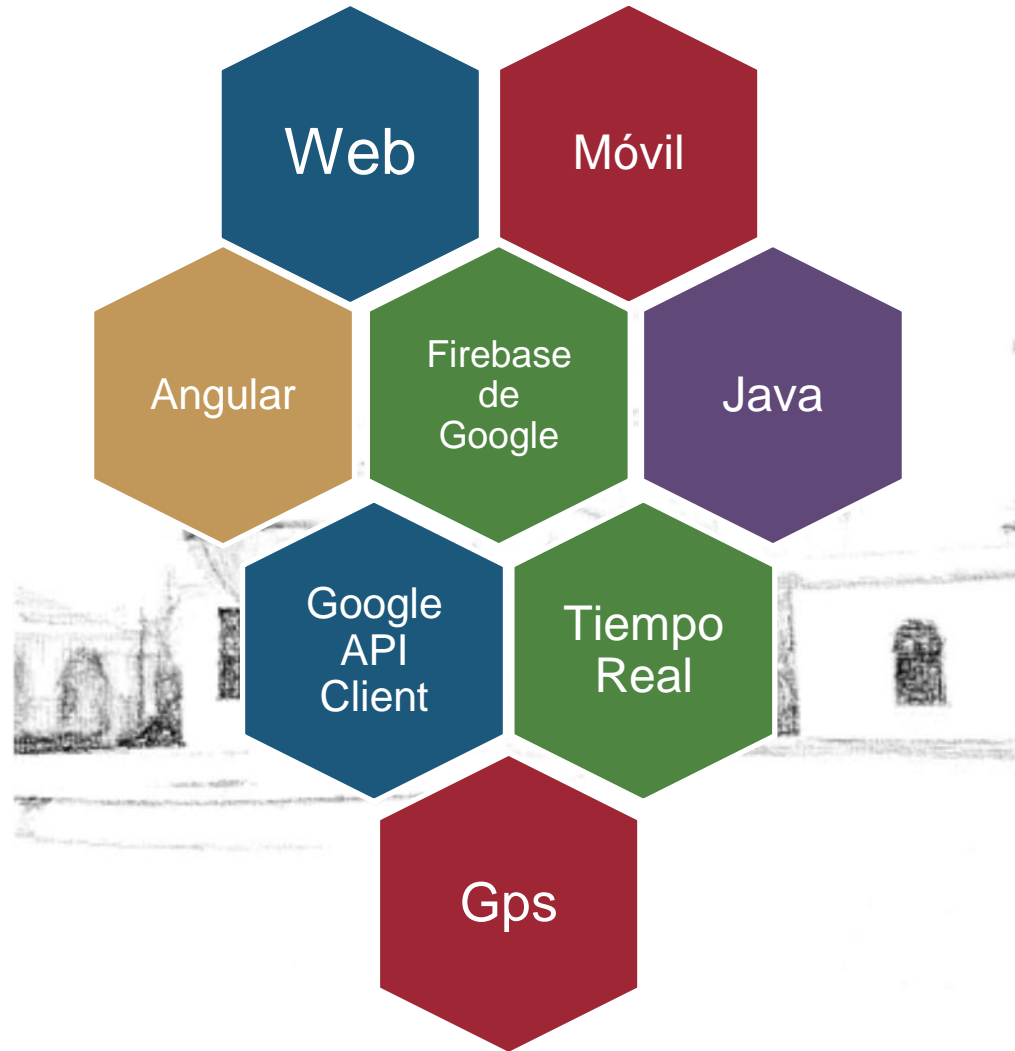 Web
Móvil
Angular
Firebase
de
Google
Java
Google
API
Client
Tiempo
Real
Gps